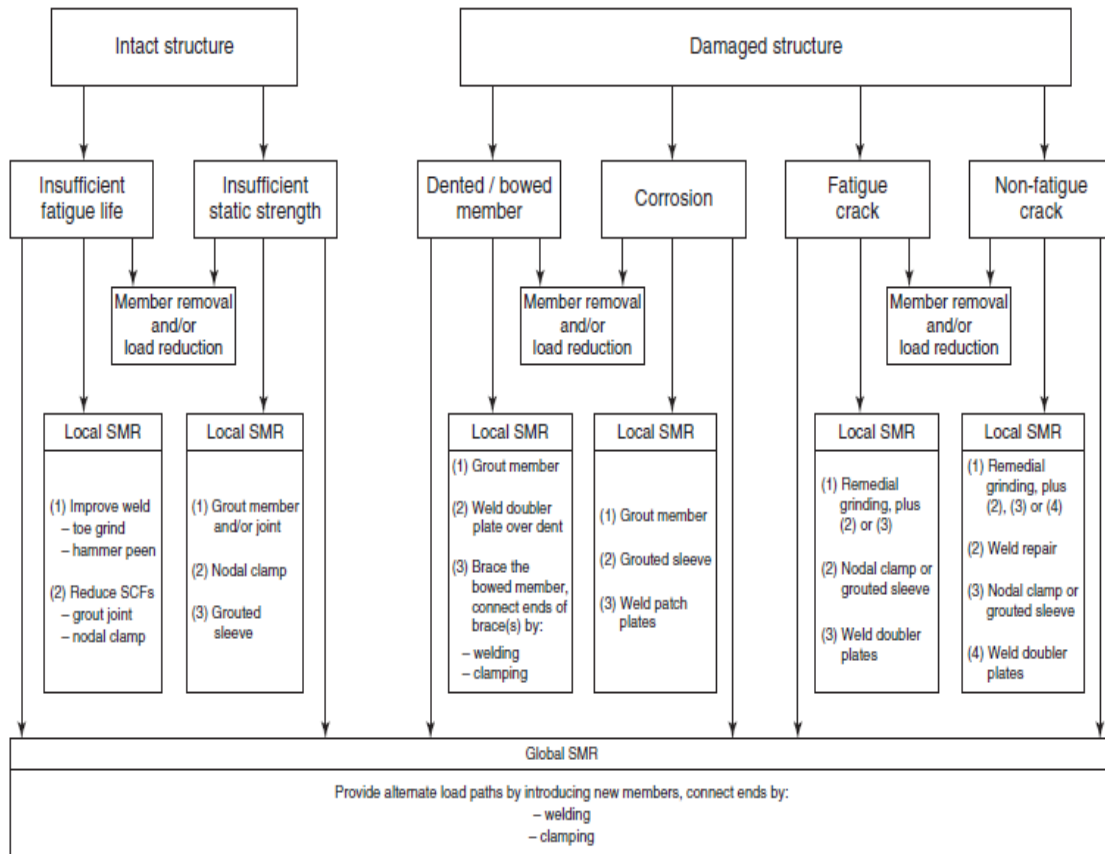 Intact structure
Damaged structure
Insufficient
fatigue life
Insufficient
static strength
Dented / bowed
member
Corrosion
Fatigue
crack
Non-fatigue
crack
Member removal
and/or
load reduction
Member removal
and/or
load reduction
Member removal
and/or
load reduction
Local SMR
(1) Improve weld
– toe grind
– hammer peen
(2) Reduce SCFs
– grout joint
– nodal clamp
Local SMR
(1) Grout member
and/or joint
(2) Nodal clamp
(3) Grouted
sleeve
Local SMR
(1) Grout member
(2) Weld doubler
plate over dent
(3) Brace the
bowed member,
connect ends of
brace(s) by:
– welding
– clamping
Local SMR
(1) Grout member
(2) Grouted sleeve
(3) Weld patch
plates
Local SMR
(1) Remedial
grinding, plus
(2) or (3)
(2) Nodal clamp or
grouted sleeve
(3) Weld doubler
plates
Local SMR
(1) Remedial
grinding, plus
(2), (3) or (4)
(2) Weld repair
(3) Nodal clamp or
grouted sleeve
(4) Weld doubler
plates
Global SMR
Provide alternate load paths by introducing new members, connect ends by:
– welding
– clamping